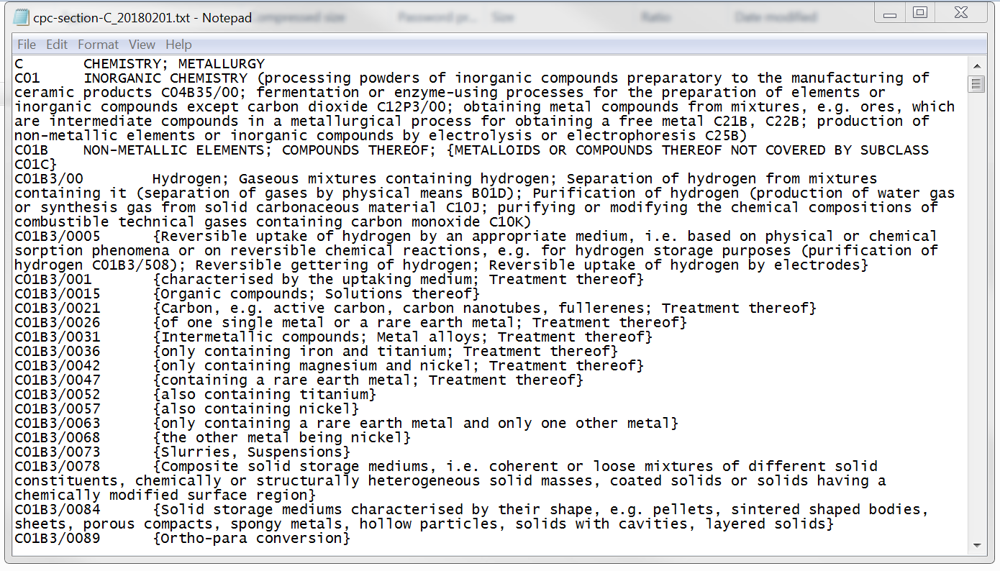 cpc-section-C_20180201.txt - Notepad
compressed size Password pr... Size Ratio Date modified
File Edit Format View Help
C CHEMISTRY; METALLURGY
C01 INORGANIC CHEMISTRY (processing powders of inorganic compounds preparatory to the manufacturing of
ceramic products C04B35/00; fermentation or enzyme-using processes for the preparation of elements or
inorganic compounds except carbon dioxide C12P3/00; obtaining metal compounds from mixtures, e.g. ores, which
are intermediate compounds in a metallurgical process for obtaining a free metal C21B, C22B; production of
non-metallic elements or inorganic compounds by electrolysis or electrophoresis C25B)
C01B NON-METALLIC ELEMENTS; COMPOUNDS THEREOF; {METALLOIDS OR COMPOUNDS THEREOF NOT COVERED BY SUBCLASS
C01C}
C01B3/00 Hydrogen; Gaseous mixtures containing hydrogen; Separation of hydrogen from mixtures
containing it (separation of gases by physical means B01D); Purification of hydrogen (production of water gas
or synthesis gas from solid carbonaceous material C10J; purifying or modifying the chemical compositions of
combustible technical gases containing carbon monoxide C10K)
C01B3/0005 {Reversible uptake of hydrogen by an appropriate medium, i.e. based on physical or chemical
sorption phenomena or on reversible chemical reactions, e.g. for hydrogen storage purposes (purification of
hydrogen C01B3/508); Reversible gettering of hydrogen; Reversible uptake of hydrogen by electrodes}
C01B3/001 {characterised by the uptaking medium; Treatment thereof}
C01B3/0015 {Organic compounds; Solutions thereof}
C01B3/0021 {Carbon, e.g. active carbon, carbon nanotubes, fullerenes; Treatment thereof}
C01B3/0026 {of one single metal or a rare earth metal; Treatment thereof}
C01B3/0031 {Intermetallic compounds; Metal alloys; Treatment thereof}
C01B3/0036 {only containing iron and titanium; Treatment thereof}
C01B3/0042 {only containing magnesium and nickel; Treatment thereof}
C01B3/0047 {containing a rare earth metal; Treatment thereof}
C01B3/0052 {also containing titanium}
C01B3/0057 {also containing nickel}
C01B3/0063 {only containing a rare earth metal and only one other metal}
C01B3/0068 {the other metal being nickel}
C01B3/0073 {Slurries, Suspensions}
C01B3/0078 {Composite solid storage mediums, i.e. coherent or loose mixtures of different solid
constituents, chemically or structurally heterogeneous solid masses, coated solids or solids having a
chemically modified surface region}
C01B3/0084 {Solid storage mediums characterised by their shape, e.g. pellets, sintered shaped bodies,
sheets, porous compacts, spongy metals, hollow particles, solids with cavities, layered solids}
C01B3/0089 {Ortho-para conversion}